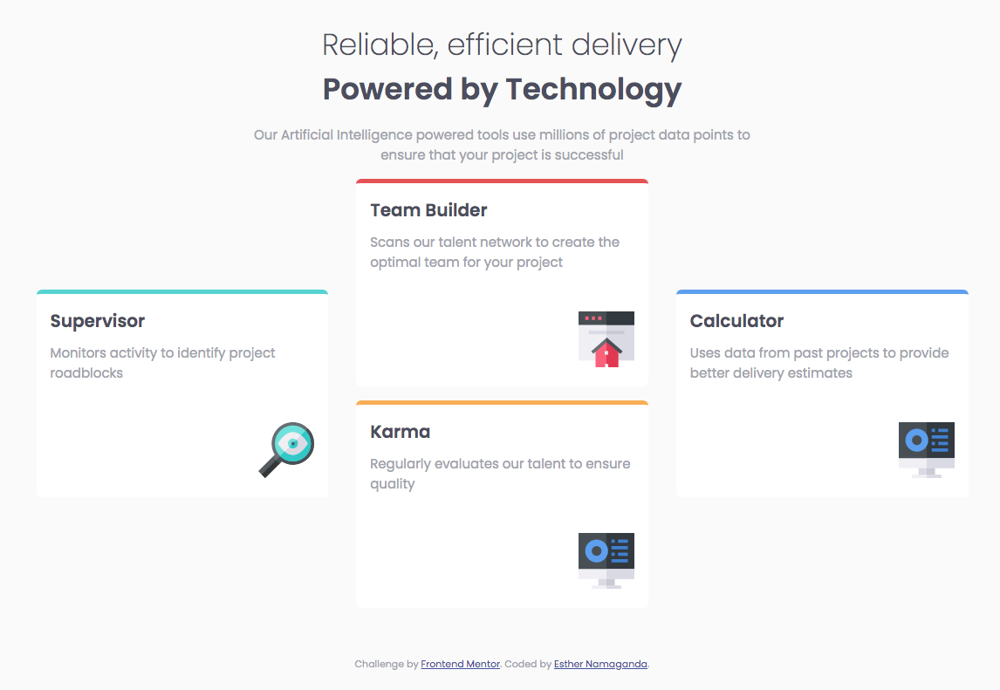 Reliable, efficient delivery
Powered by Technology
Our Artificial Intelligence powered tools use millions of project data points to
ensure that your project is successful
Team Builder
Scans our talent network to create the
optimal team for your project
Supervisor
Monitors activity to identify project
roadblocks
Calculator
Uses data from past projects to provide
better delivery estimates
Karma
Regularly evaluates our talent to ensure
quality
Challenge by Frontend Mentor. Coded by Esther Namaganda.